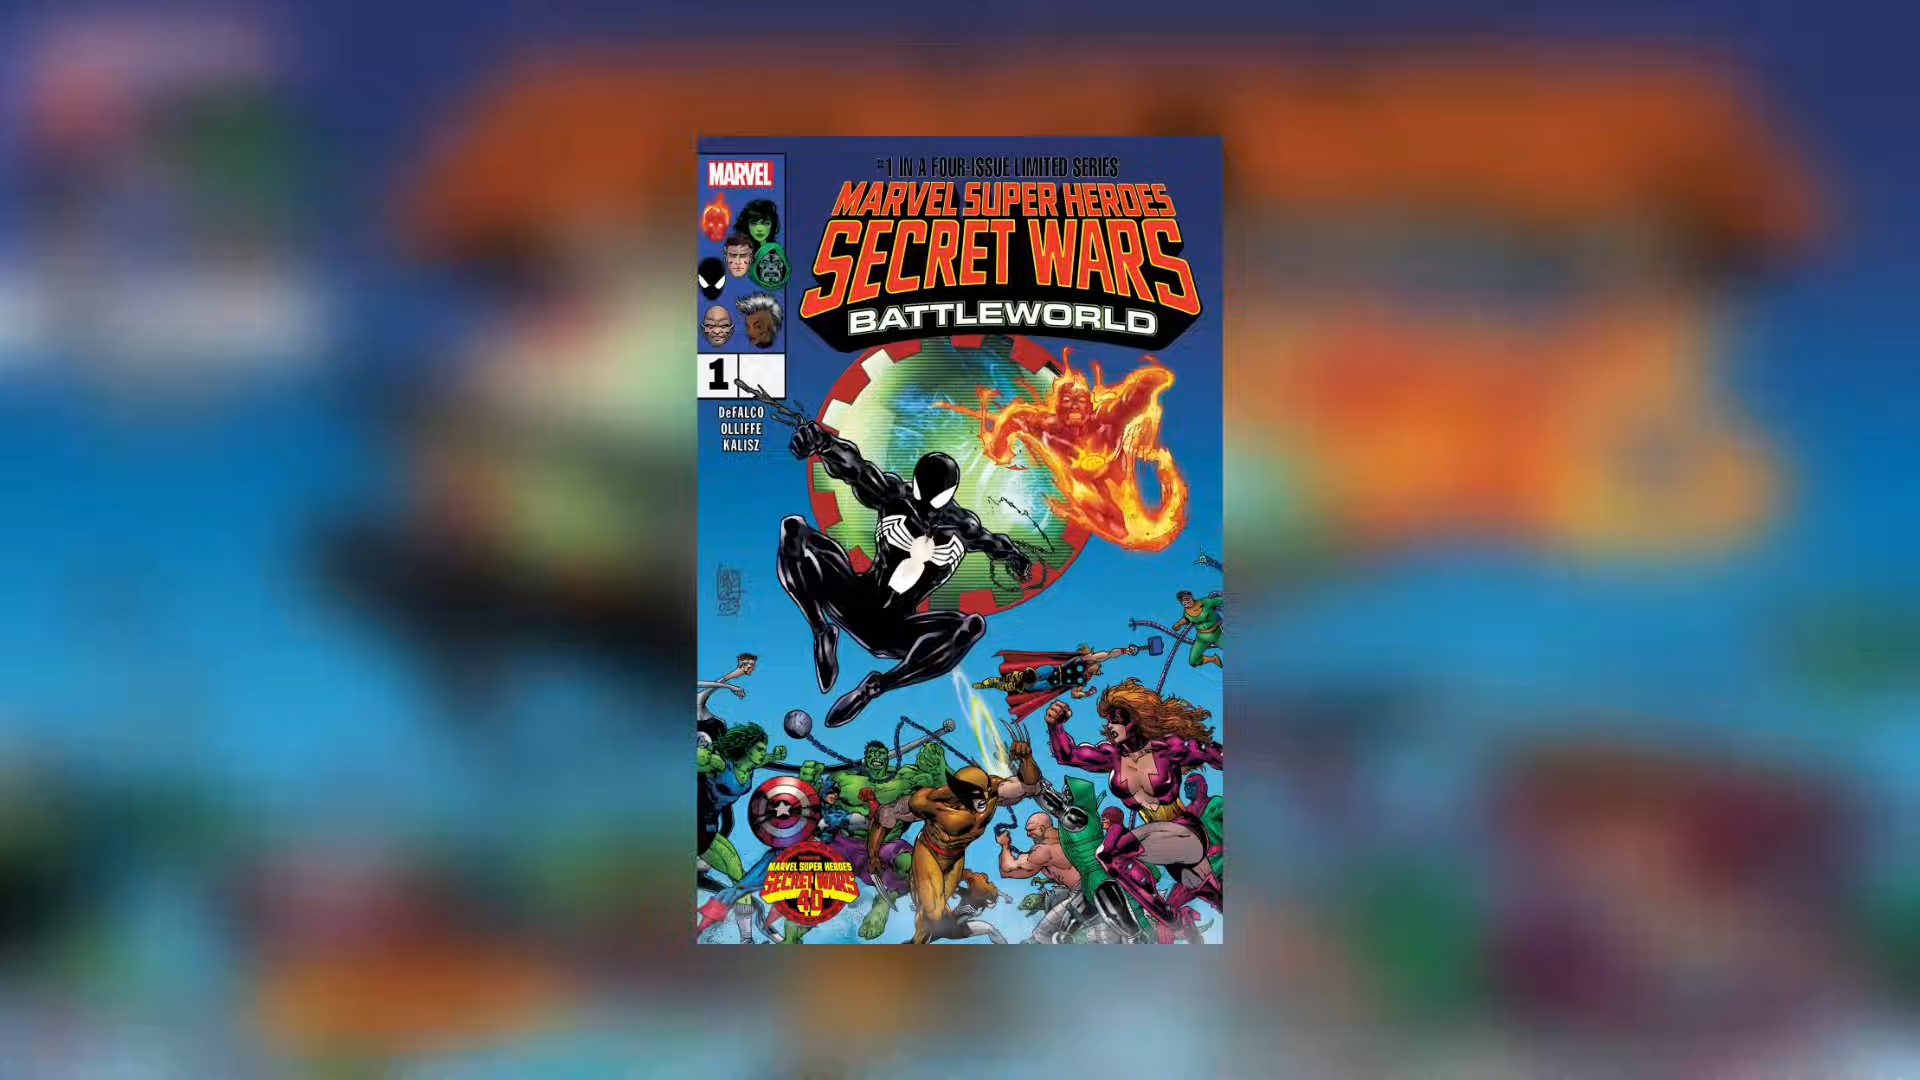 MARVEL
#1 IN A FOUR-ISSUE LIMITED SERIES
MARVEL SUPER HEROES
SECRET WARS
BATTLEWORLD
1
DeFALCO
OLLIFFE
KALISZ
MARVEL SUPER HEROES
SECRET WARS
40